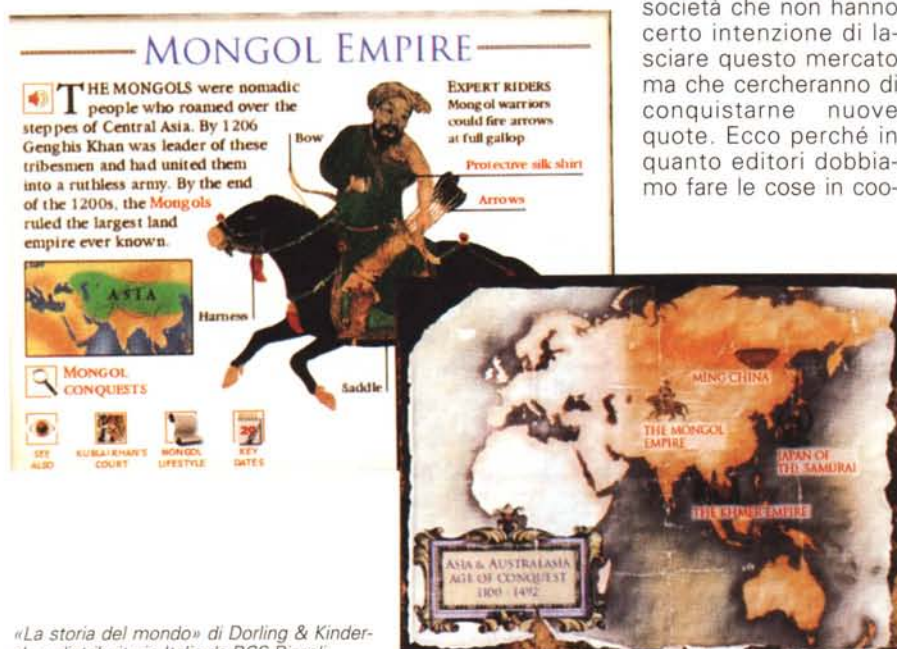 società che non hanno
certo intenzione di la-
sciare questo mercato
ma che cercheranno di
conquistarne nuove
quote. Ecco perché in
quanto editori dobbia-
mo fare le cose in coo-
MONGOL EMPIRE
THE MONGOLS were nomadic
people who roamed over the
steppes of Central Asia. By 1206
Genghis Khan was leader of these
tribesmen and had united them
into a ruthless army. By the end
of the 1200s, the Mongols
ruled the largest land
empire ever known.
EXPERT RIDERS
Mongol warriors
could fire arrows
at full gallop
Bow
Protective silk shirt
Arrows
Harness
Saddle
ASIA
MONGOL
CONQUESTS
SEE
ALSO
KUBLAI KHAN'S
COURT
MONGOL
LIFESTYLE
20
KEY
DATES
MING CHINA
THE MONGOL
EMPIRE
JAPAN OF
THE SAMURAI
THE KHMER EMPIRE
ASIA & AUSTRALASIA
AGE OF CONQUEST
1100 - 1492
«La storia del mondo» di Dorling & Kinder-